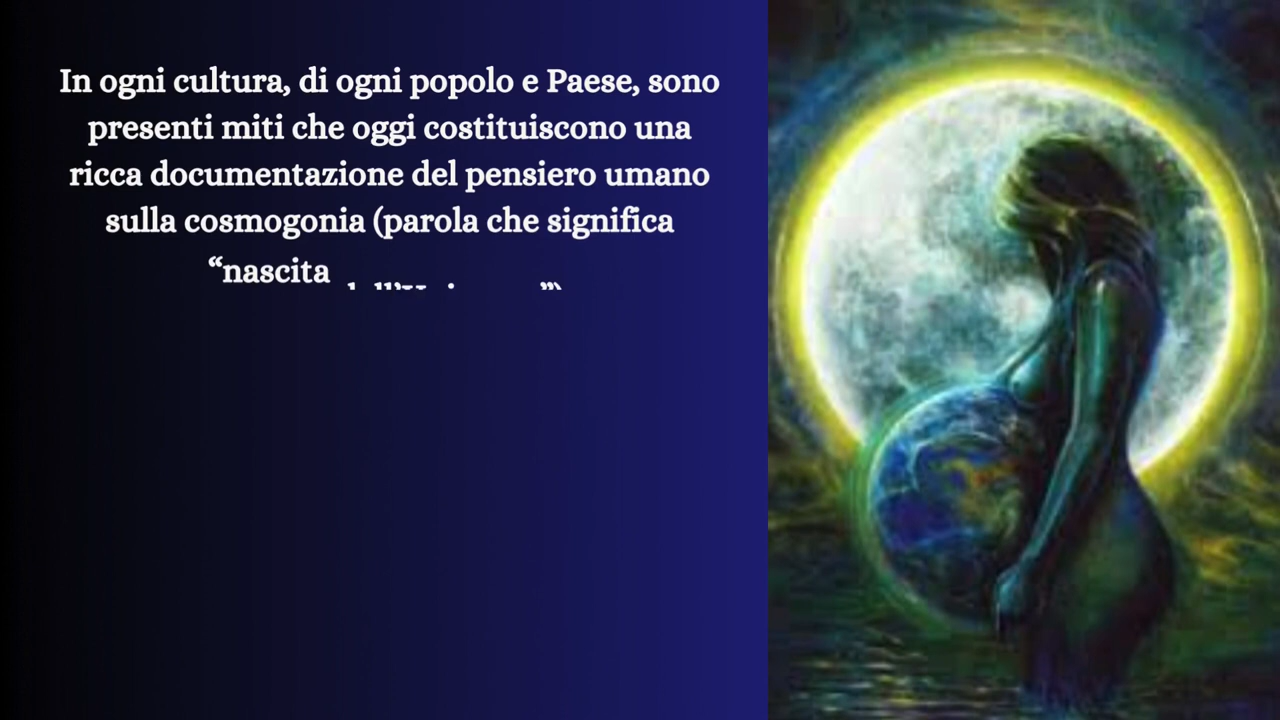 In ogni cultura, di ogni popolo e Paese, sono
presenti miti che oggi costituiscono una
ricca documentazione del pensiero umano
sulla cosmogonia (parola che significa
“nascita